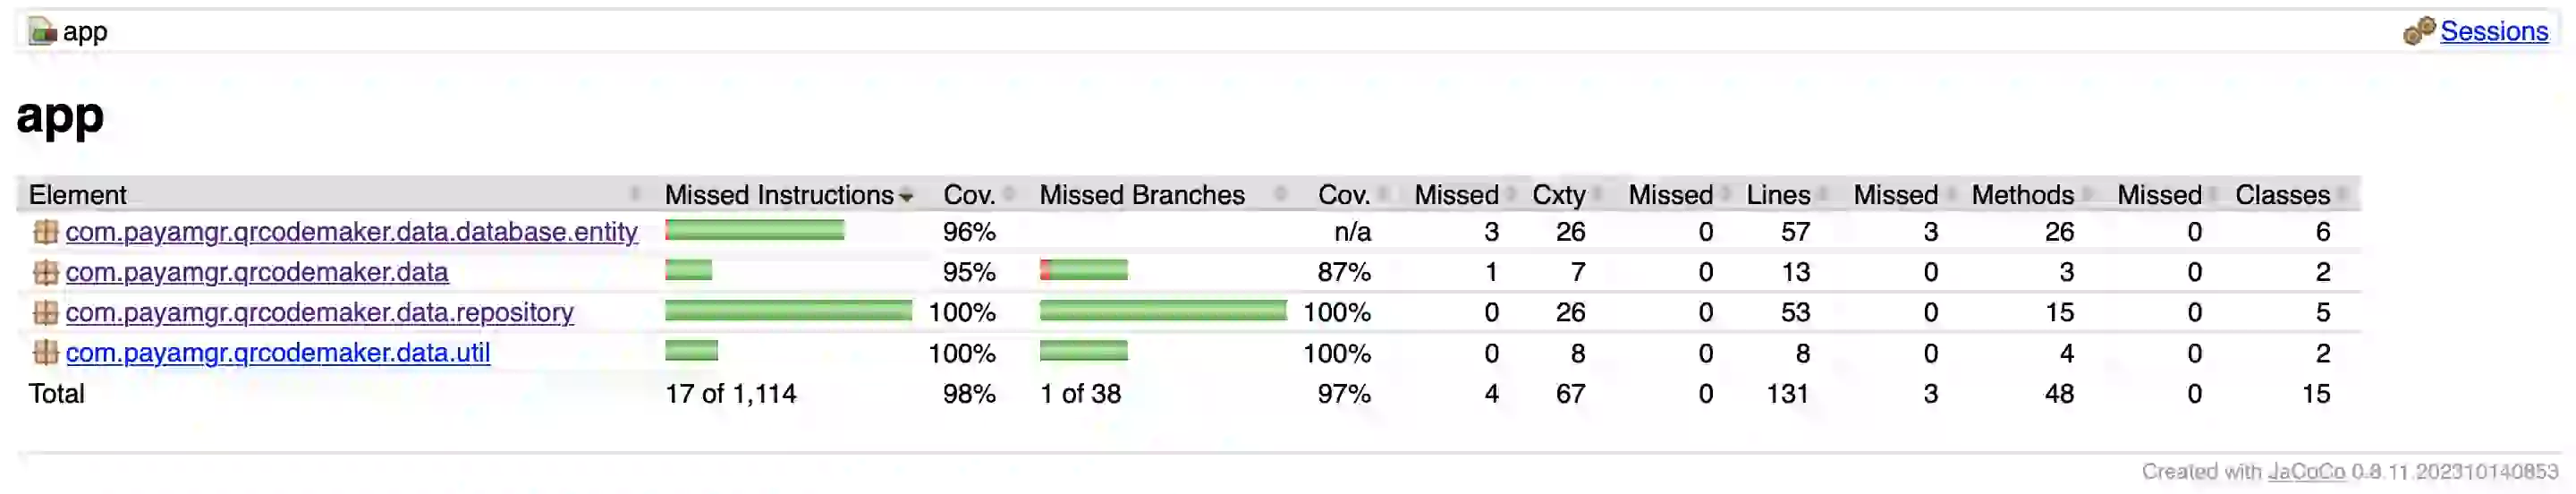 app Sessions
app
Element Missed Instructions Cov. Missed Branches Cov. Missed Cxty Missed Lines Missed Methods Missed Classes
com.payamgr.qrcodemaker.data.database.entity 96% n/a 3 26 0 57 3 26 0 6
com.payamgr.qrcodemaker.data 95% 87% 1 7 0 13 0 3 0 2
com.payamgr.qrcodemaker.data.repository 100% 100% 0 26 0 53 0 15 0 5
com.payamgr.qrcodemaker.data.util 100% 100% 0 8 0 8 0 4 0 2
Total 17 of 1,114 98% 1 of 38 97% 4 67 0 131 3 48 0 15
Created with JaCoCo 0.8.11.202310140853